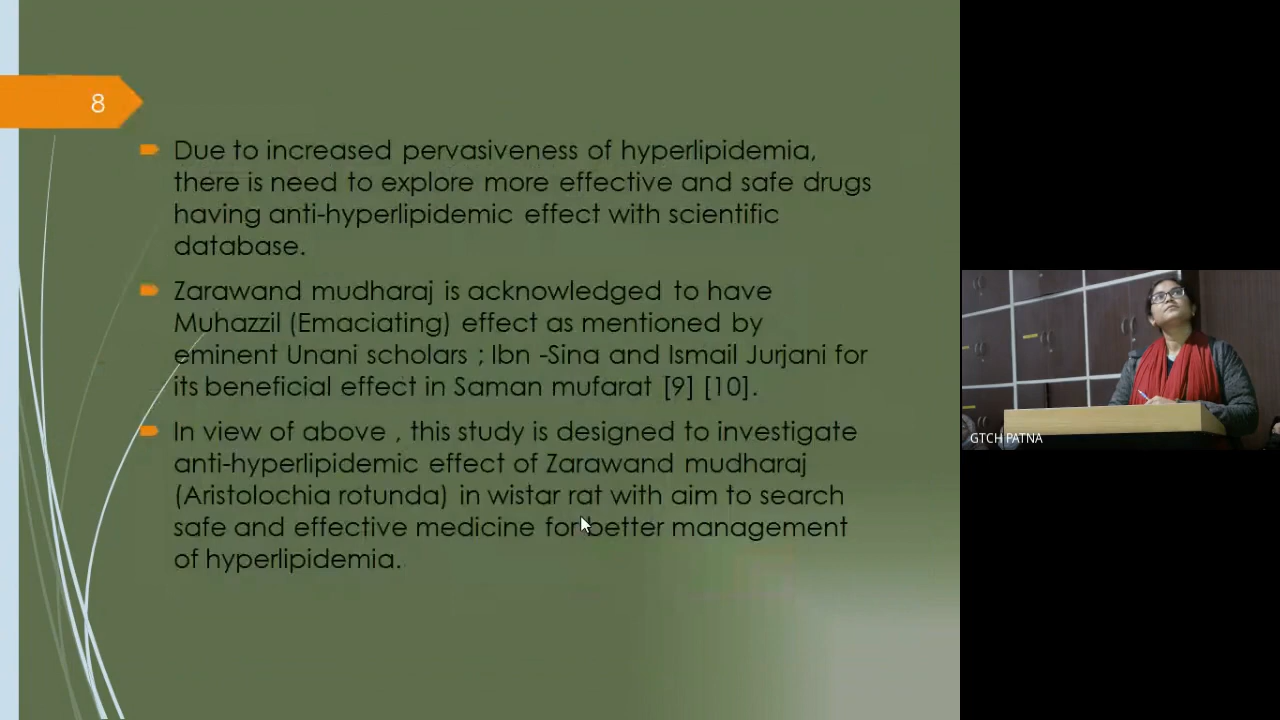 8
Due to increased pervasiveness of hyperlipidemia,
there is need to explore more effective and safe drugs
having anti-hyperlipidemic effect with scientific
database.
Zarawand mudharaj is acknowledged to have
Muhazzil (Emaciating) effect as mentioned by
eminent Unani scholars ; Ibn -Sina and Ismail Jurjani for
its beneficial effect in Saman mufarat [9] [10].
In view of above , this study is designed to investigate
anti-hyperlipidemic effect of Zarawand mudharaj
(Aristolochia rotunda) in wistar rat with aim to search
safe and effective medicine for better management
of hyperlipidemia.
GTCH PATNA